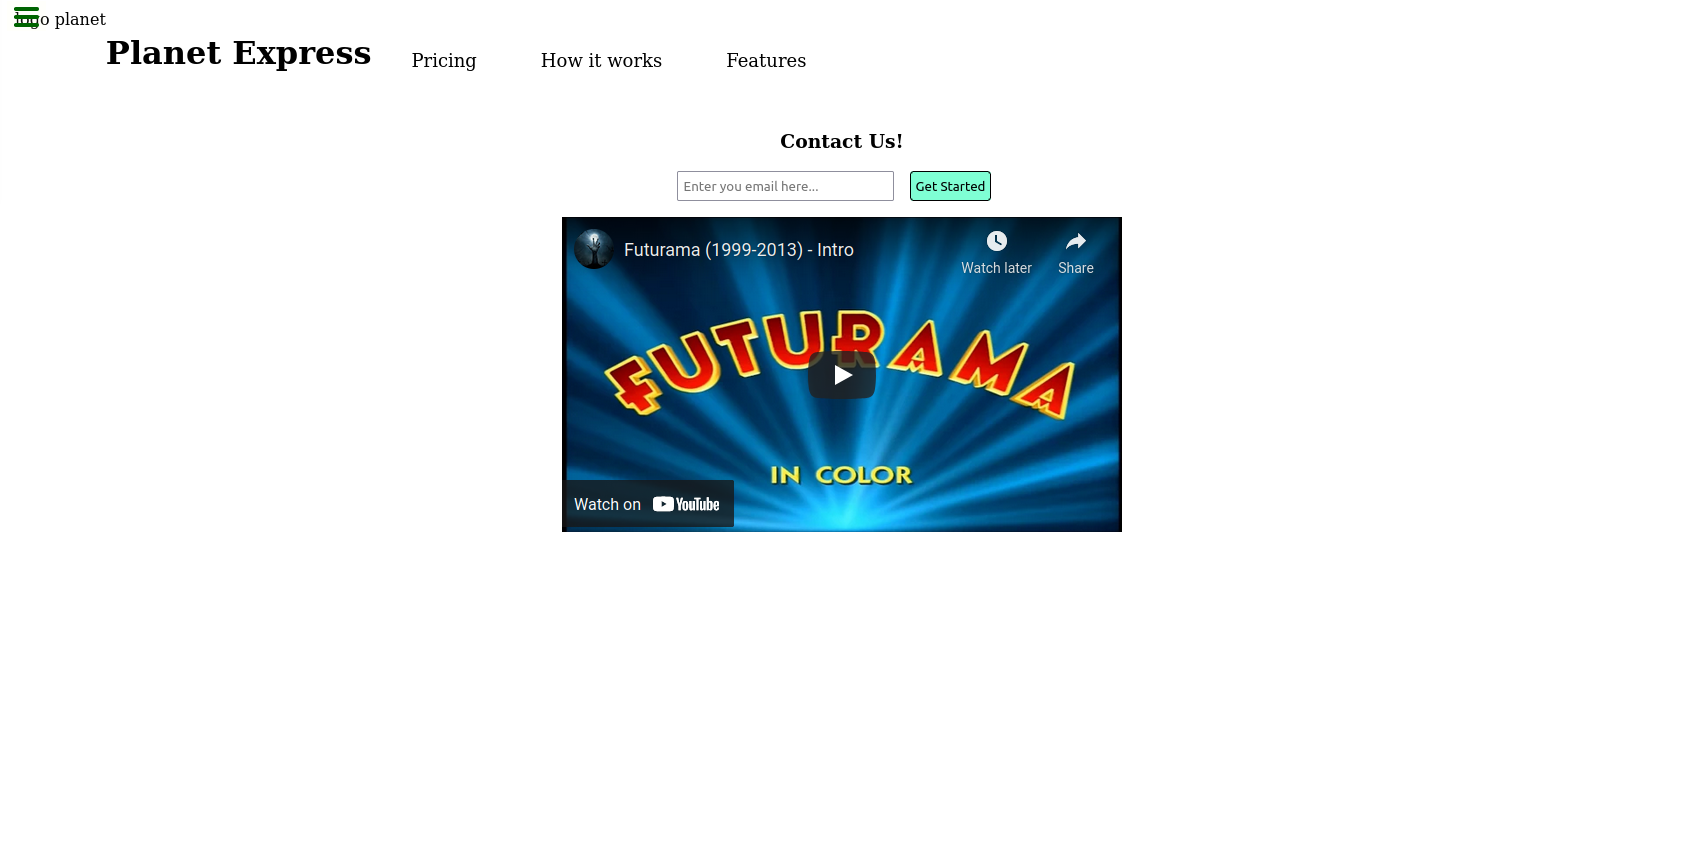 logo planet
Planet Express
Pricing
How it works
Features
Contact Us!
Enter you email here...
Get Started
Futurama (1999-2013) - Intro
Watch later
Share
FUTURAMA
IN COLOR
Watch on YouTube